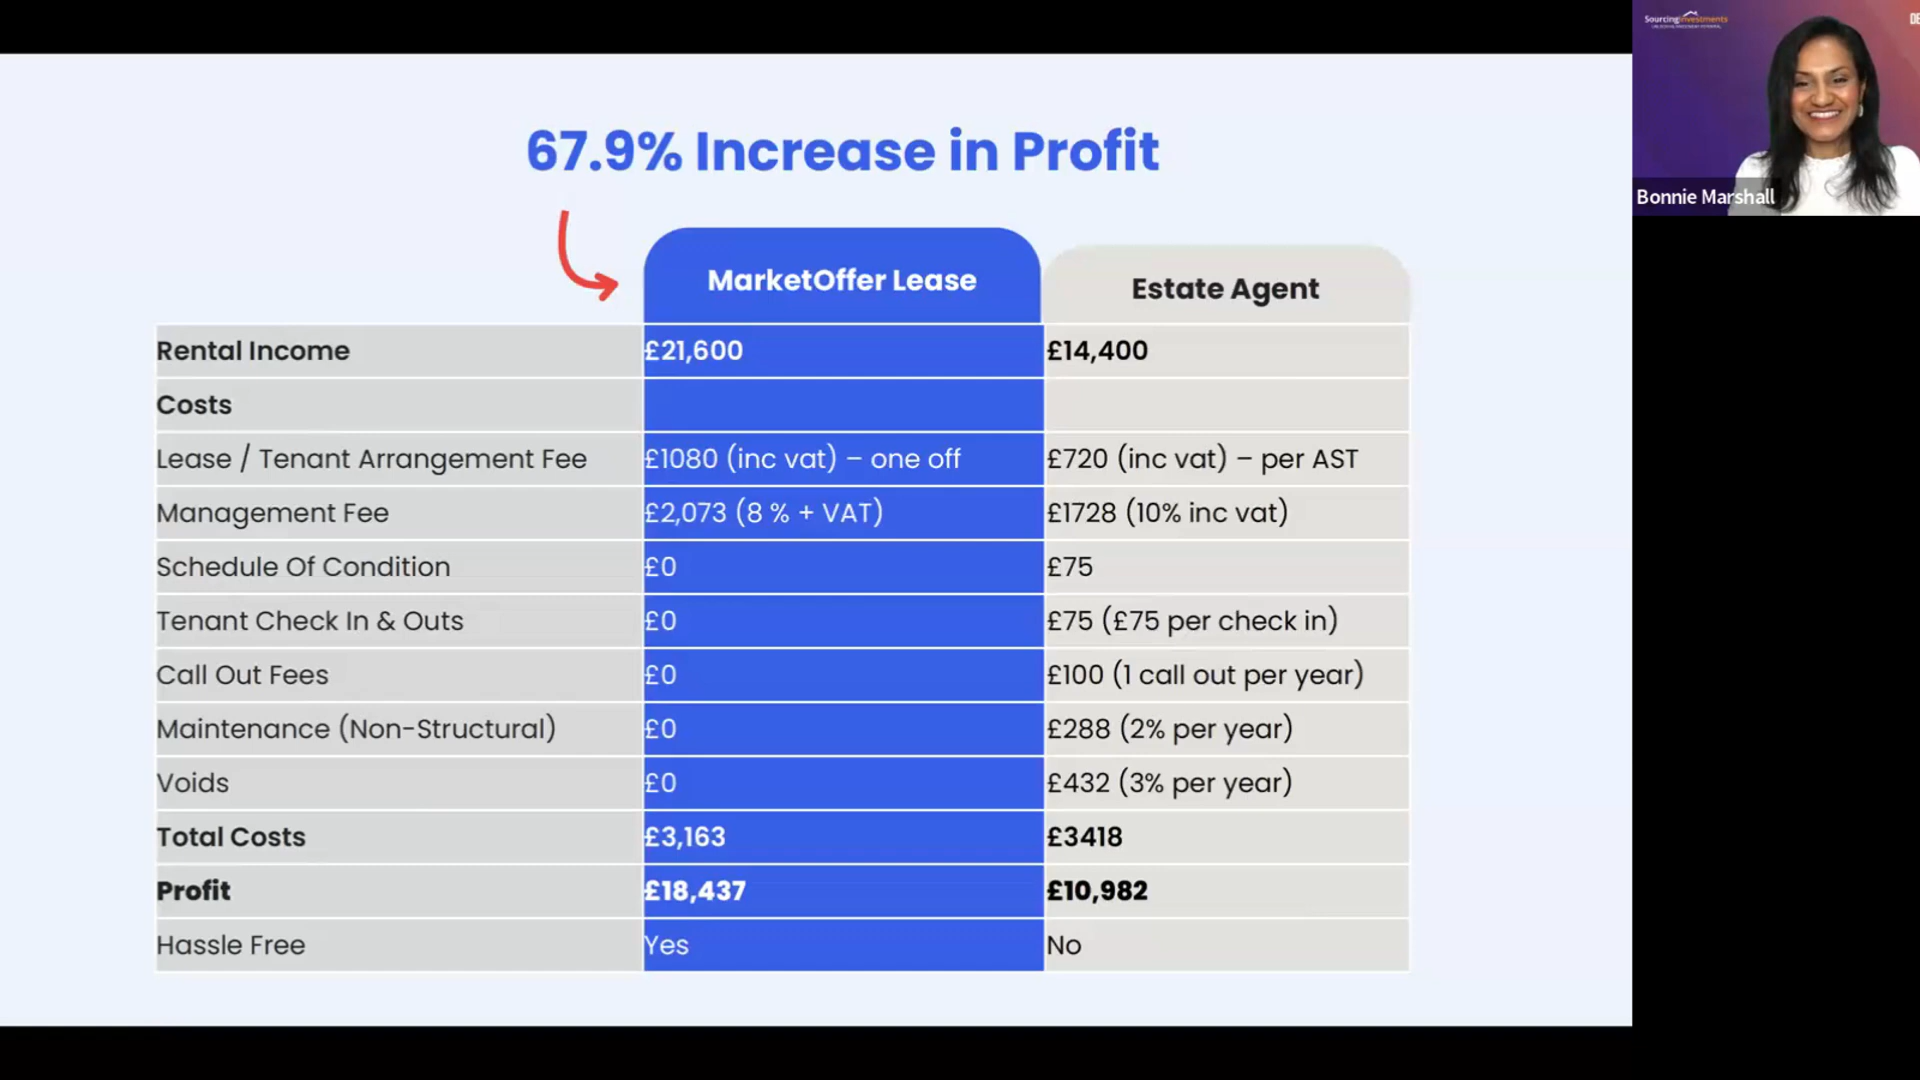 67.9% Increase in Profit
MarketOffer Lease
Estate Agent
Rental Income £21,600 £14,400
Costs
Lease / Tenant Arrangement Fee £1080 (inc vat) – one off £720 (inc vat) – per AST
Management Fee £2,073 (8 % + VAT) £1728 (10% inc vat)
Schedule Of Condition £0 £75
Tenant Check In & Outs £0 £75 (£75 per check in)
Call Out Fees £0 £100 (1 call out per year)
Maintenance (Non-Structural) £0 £288 (2% per year)
Voids £0 £432 (3% per year)
Total Costs £3,163 £3418
Profit £18,437 £10,982
Hassle Free Yes No
SourcingInvestments
Bonnie Marshall